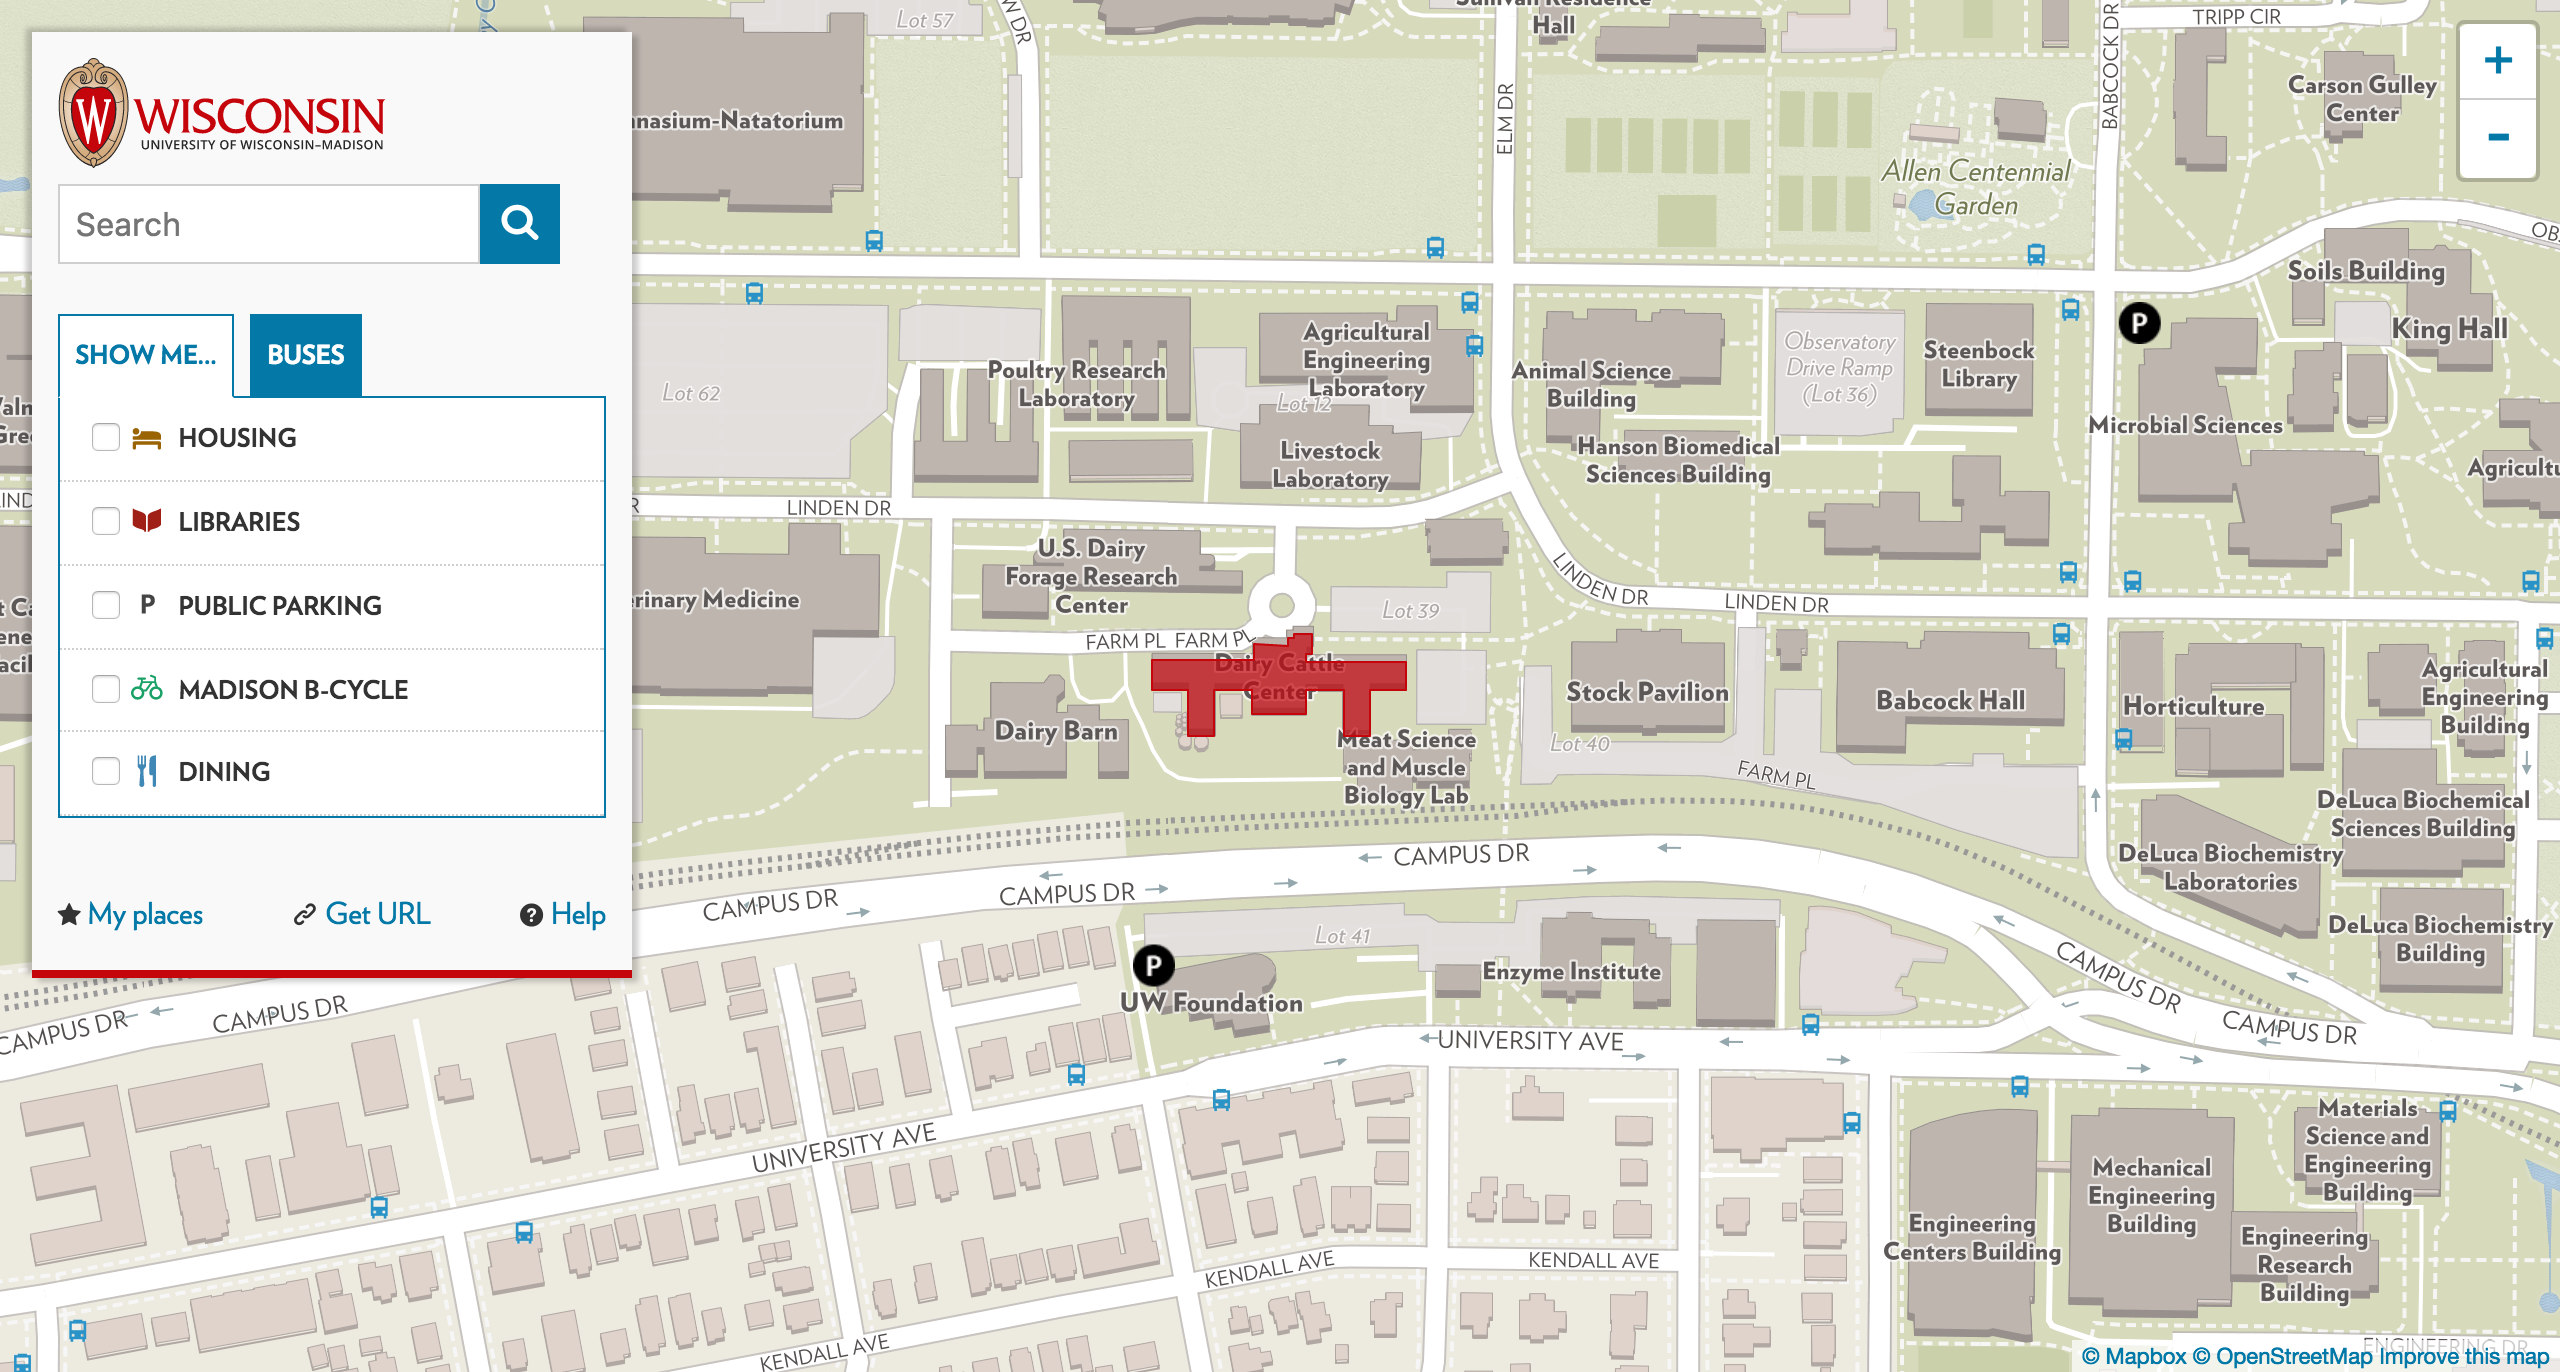 WISCONSIN
UNIVERSITY OF WISCONSIN–MADISON
Search
SHOW ME...
BUSES
HOUSING
LIBRARIES
P PUBLIC PARKING
MADISON B-CYCLE
DINING
My places
Get URL
Help
Lot 57
Hall
TRIPP CIR
BABCOCK DR
ELM DR
Carson Gulley
Center
Allen Centennial
Garden
Soils Building
King Hall
Lot 62
Poultry Research
Laboratory
Agricultural
Engineering
Laboratory
Lot 12
Livestock
Laboratory
Animal Science
Building
Hanson Biomedical
Sciences Building
Observatory
Drive Ramp
(Lot 36)
Steenbock
Library
P
Microbial Sciences
LINDEN DR
U.S. Dairy
Forage Research
Center
Lot 39
LINDEN DR
LINDEN DR
FARM PL
FARM PL
Dairy Cattle
Center
Dairy Barn
Meat Science
and Muscle
Biology Lab
Stock Pavilion
Lot 40
Babcock Hall
FARM PL
Horticulture
Agricultural
Engineering
Building
DeLuca Biochemical
Sciences Building
DeLuca Biochemistry
Laboratories
DeLuca Biochemistry
Building
CAMPUS DR
CAMPUS DR
CAMPUS DR
CAMPUS DR
CAMPUS DR
CAMPUS DR
CAMPUS DR
Lot 41
P
UW Foundation
Enzyme Institute
UNIVERSITY AVE
UNIVERSITY AVE
KENDALL AVE
KENDALL AVE
KENDALL AVE
Engineering
Centers Building
Mechanical
Engineering
Building
Materials
Science and
Engineering
Building
Engineering
Research
Building
ENGINEERING DR
© Mapbox © OpenStreetMap Improve this map